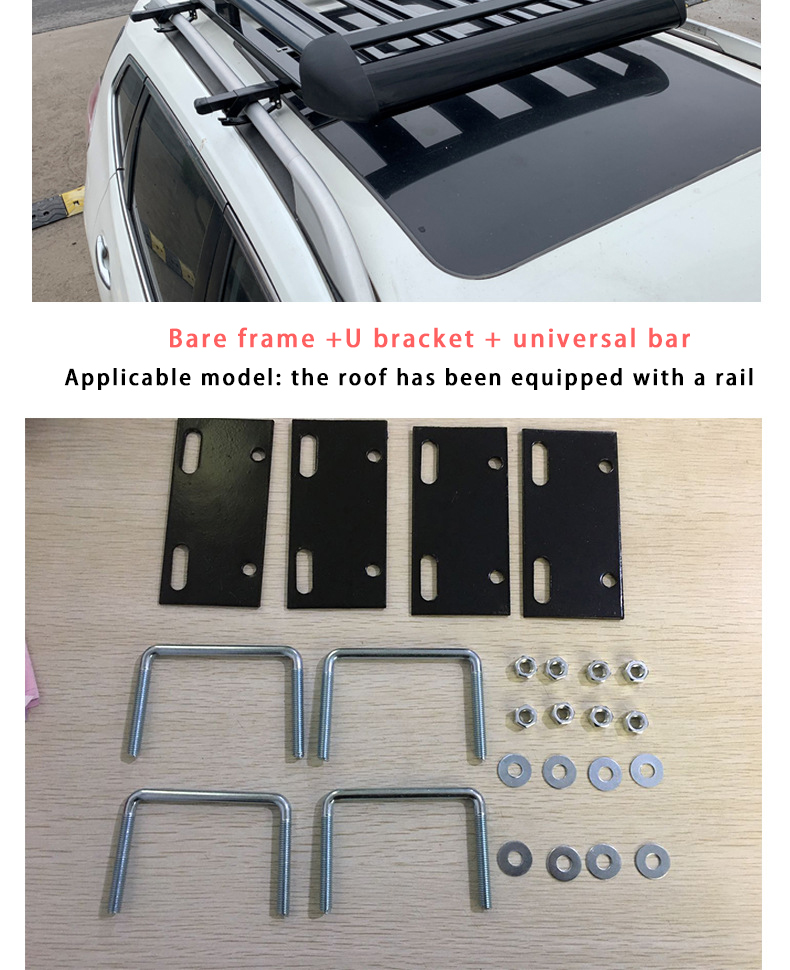 Bare frame +U bracket + universal bar
Applicable model: the roof has been equipped with a rail